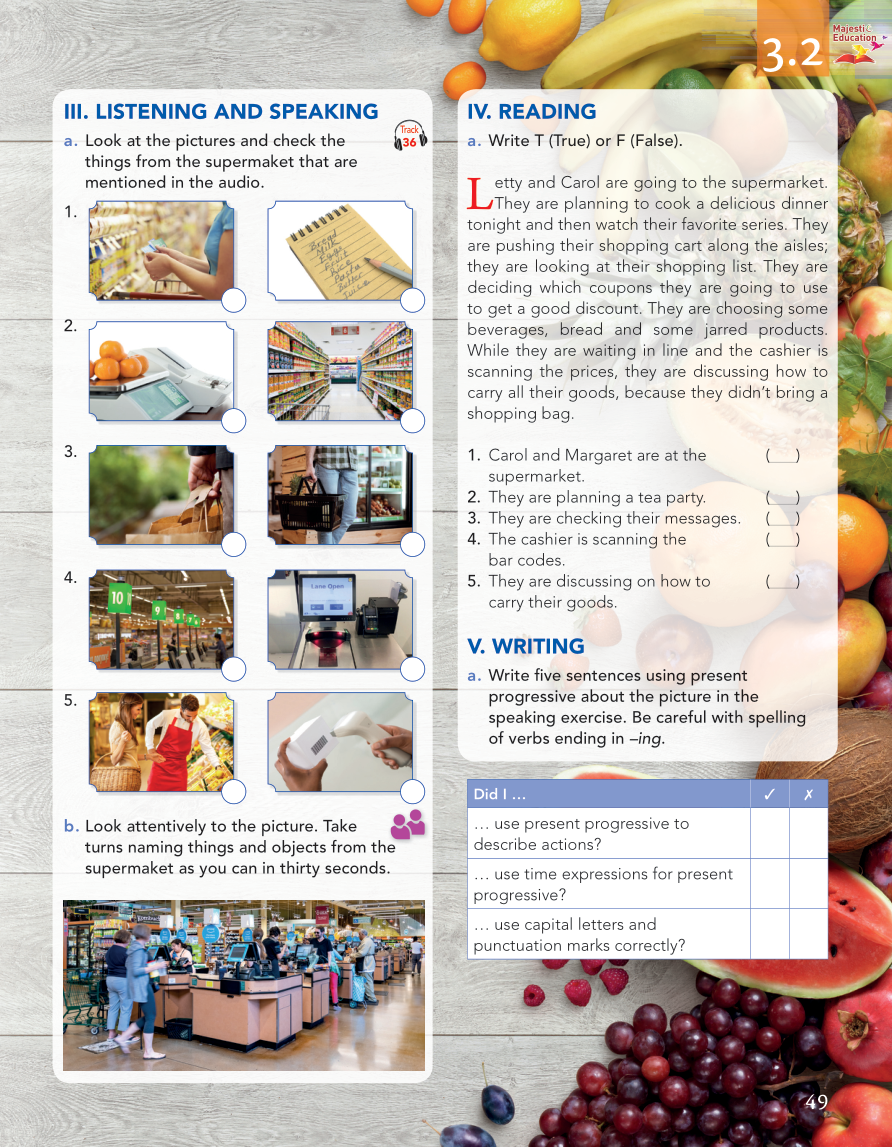 3.2
Majestic
Education
III. LISTENING AND SPEAKING
a. Look at the pictures and check the
things from the supermaket that are
mentioned in the audio.
Track
36
1.
Bread
Milk
Eggs
Fruit
Rice
Pasta
Butter
Juice
2.
3.
4.
10
9
Lane Open
5.
b. Look attentively to the picture. Take
turns naming things and objects from the
supermaket as you can in thirty seconds.
IV. READING
a. Write T (True) or F (False).
Letty and Carol are going to the supermarket.
They are planning to cook a delicious dinner
tonight and then watch their favorite series. They
are pushing their shopping cart along the aisles;
they are looking at their shopping list. They are
deciding which coupons they are going to use
to get a good discount. They are choosing some
beverages, bread and some jarred products.
While they are waiting in line and the cashier is
scanning the prices, they are discussing how to
carry all their goods, because they didn’t bring a
shopping bag.
1. Carol and Margaret are at the (___)
supermarket.
2. They are planning a tea party. (___)
3. They are checking their messages. (___)
4. The cashier is scanning the (___)
bar codes.
5. They are discussing on how to (___)
carry their goods.
V. WRITING
a. Write five sentences using present
progressive about the picture in the
speaking exercise. Be careful with spelling
of verbs ending in –ing.
Did I … ✓ ✗
… use present progressive to
describe actions?
… use time expressions for present
progressive?
… use capital letters and
punctuation marks correctly?
49